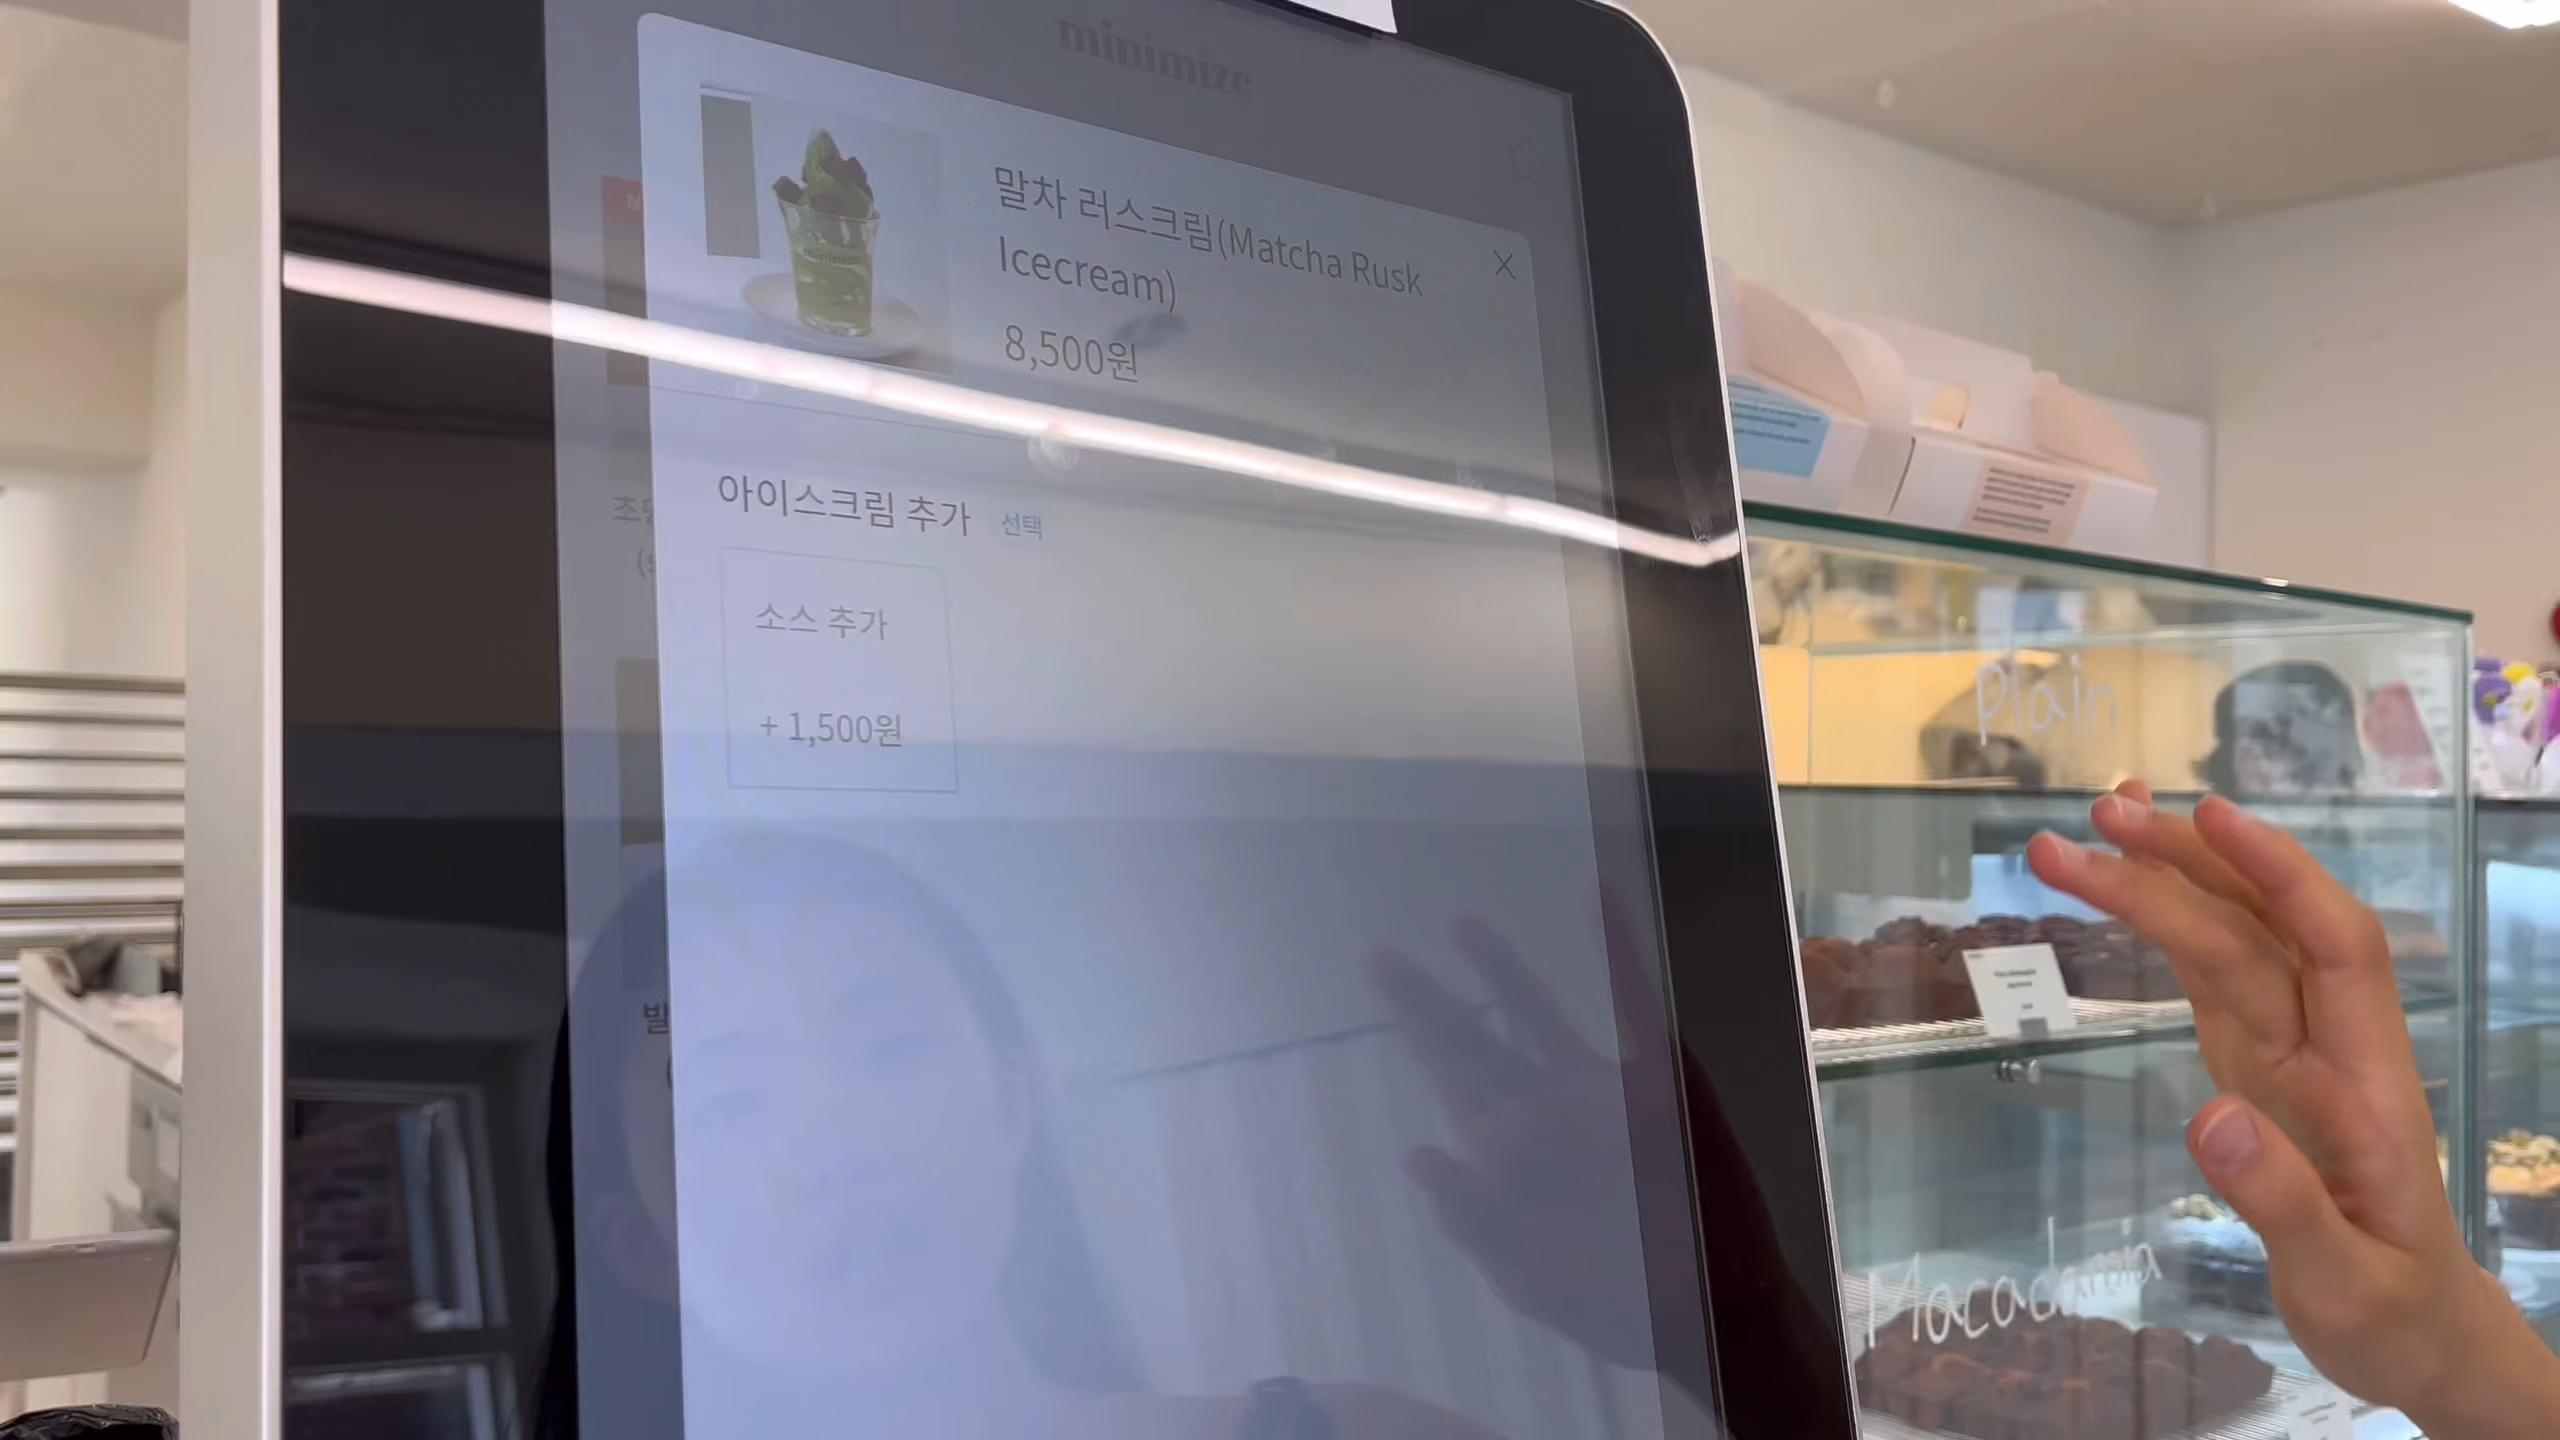 minimize
말차 러스크림(Matcha Rusk
Icecream)
8,500원
아이스크림 추가 선택
소스 추가
+ 1,500원
Plain
Macadamia